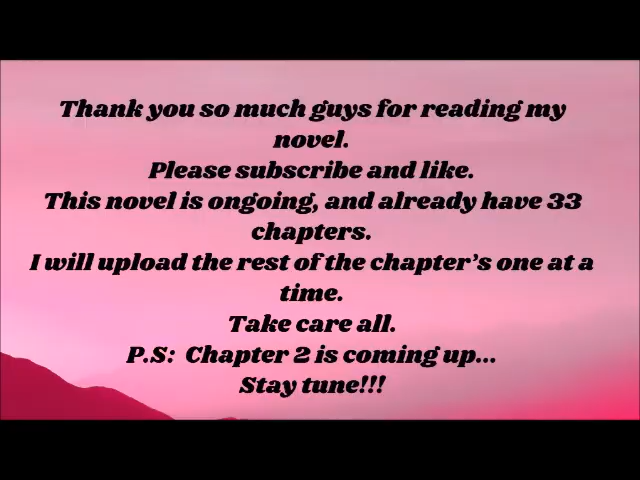 Thank you so much guys for reading my
novel.
Please subscribe and like.
This novel is ongoing, and already have 33
chapters.
I will upload the rest of the chapter’s one at a
time.
Take care all.
P.S:  Chapter 2 is coming up...
Stay tune!!!